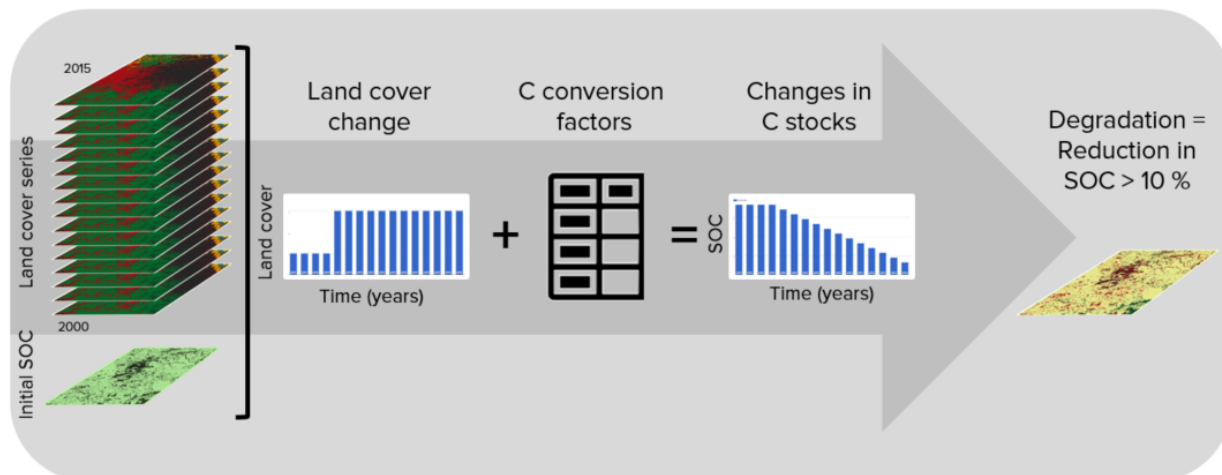 2015
Land cover series
2000
Initial SOC
Land cover
change
Land cover
Time (years)
+
C conversion
factors
=
Changes in
C stocks
SOC
Time (years)
Degradation =
Reduction in
SOC > 10 %